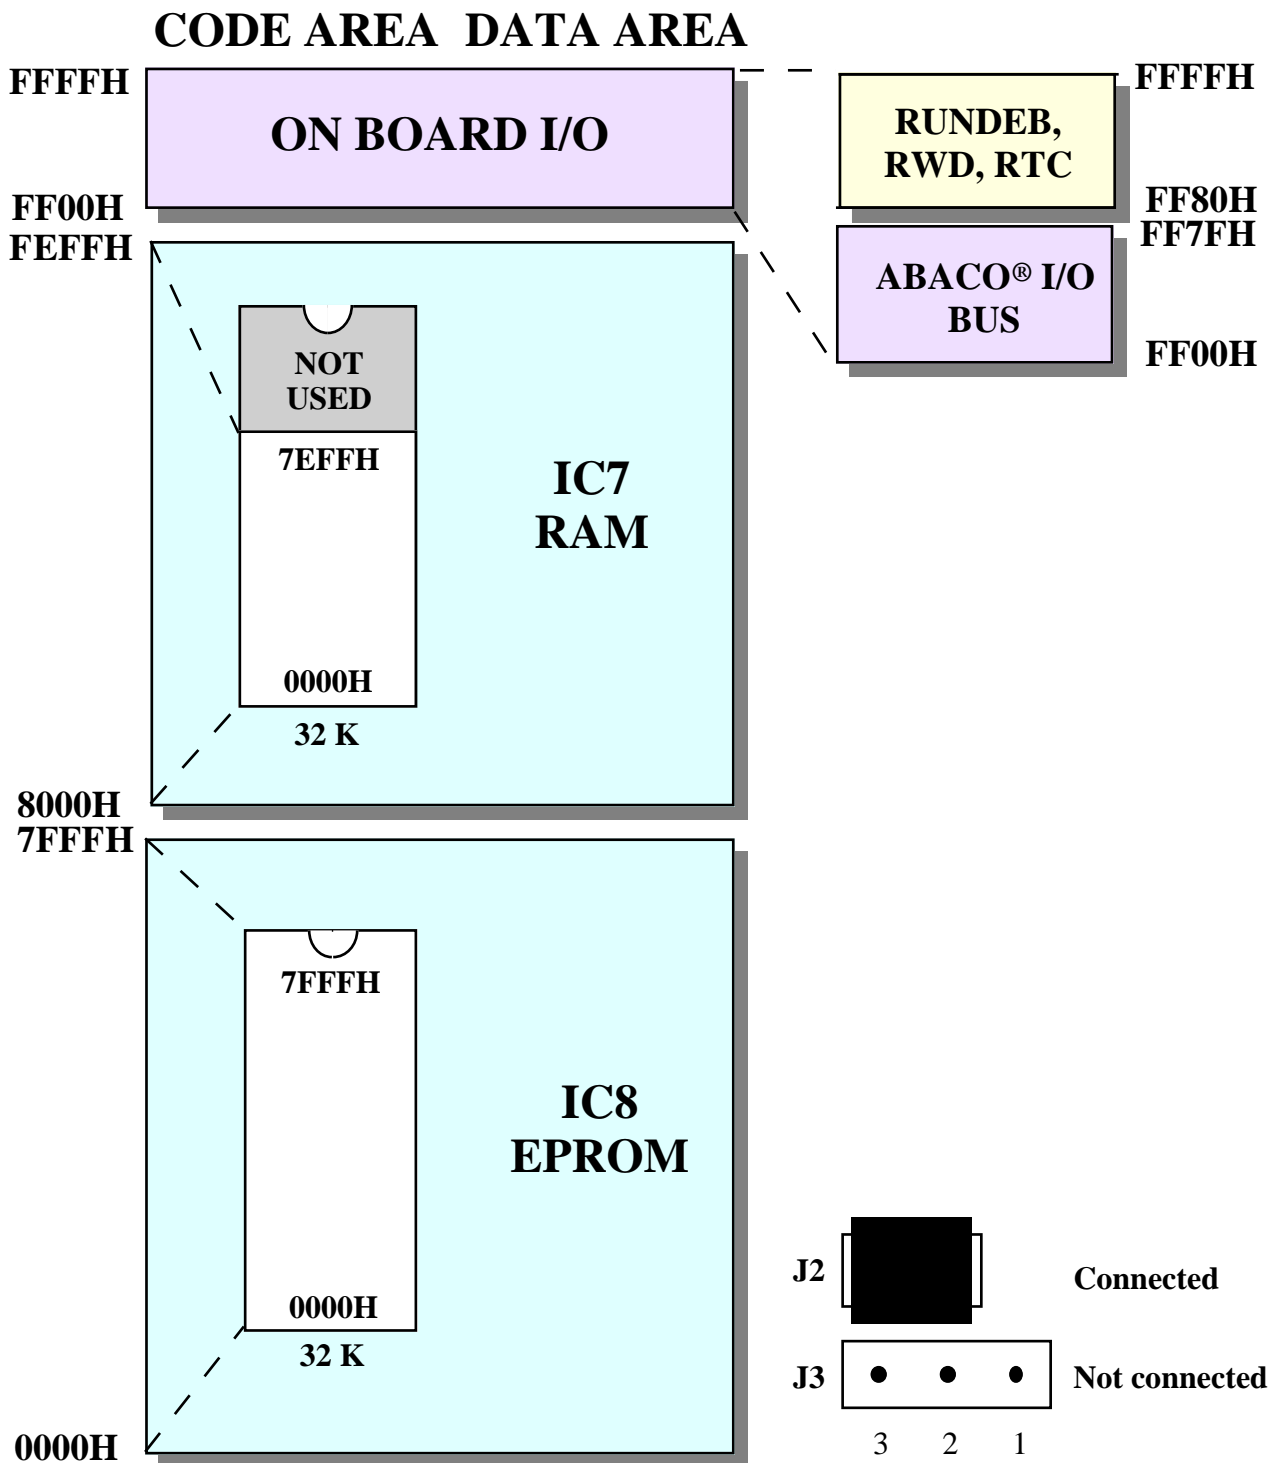 CODE AREA DATA AREA
FFFFH
ON BOARD I/O
FF00H
RUNDEB,
RWD, RTC
FFFFH
FF80H
FF7FH
ABACO® I/O
BUS
FF00H
FEFFH
NOT
USED
7EFFH
IC7
RAM
0000H
32 K
8000H
7FFFH
7FFFH
IC8
EPROM
0000H
32 K
0000H
J2
Connected
J3
Not connected
3 2 1